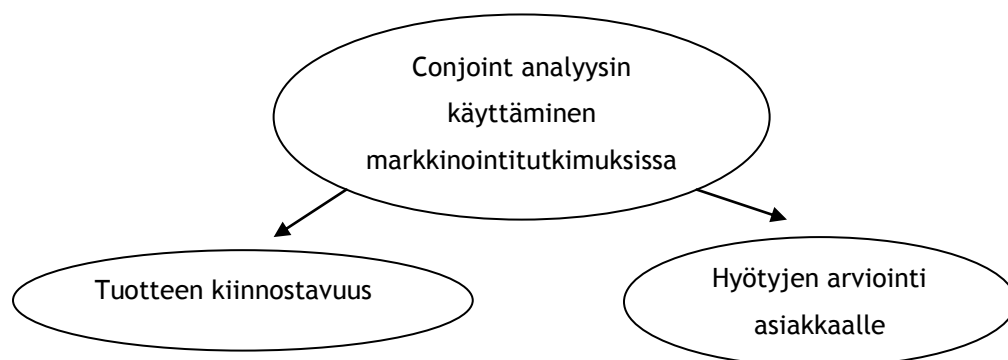 Conjoint analyysin
käyttäminen
markkinointitutkimuksissa
Tuotteen kiinnostavuus
Hyötyjen arviointi
asiakkaalle